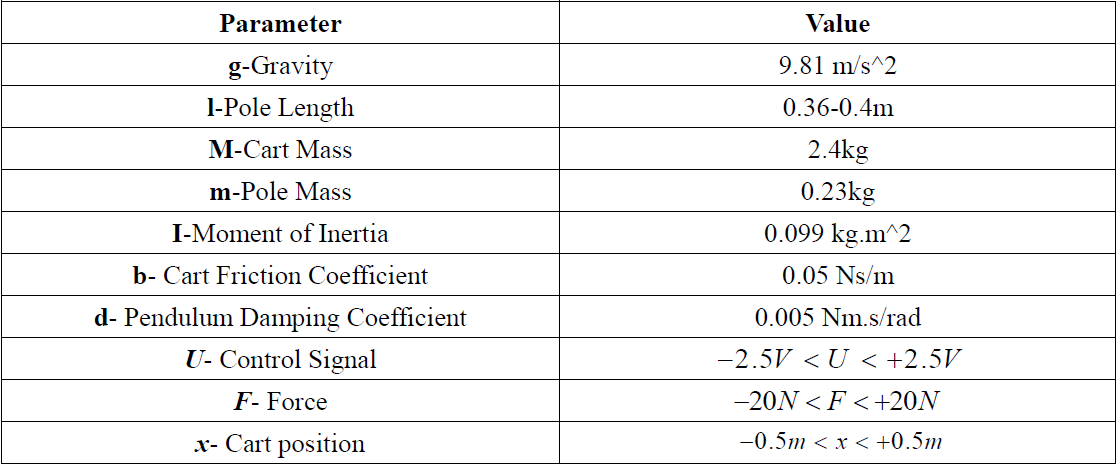 Parameter Value
g-Gravity 9.81 m/s^2
l-Pole Length 0.36-0.4m
M-Cart Mass 2.4kg
m-Pole Mass 0.23kg
I-Moment of Inertia 0.099 kg.m^2
b- Cart Friction Coefficient 0.05 Ns/m
d- Pendulum Damping Coefficient 0.005 Nm.s/rad
U- Control Signal −2.5V < U < +2.5V
F- Force −20N < F < +20N
x- Cart position −0.5m < x < +0.5m